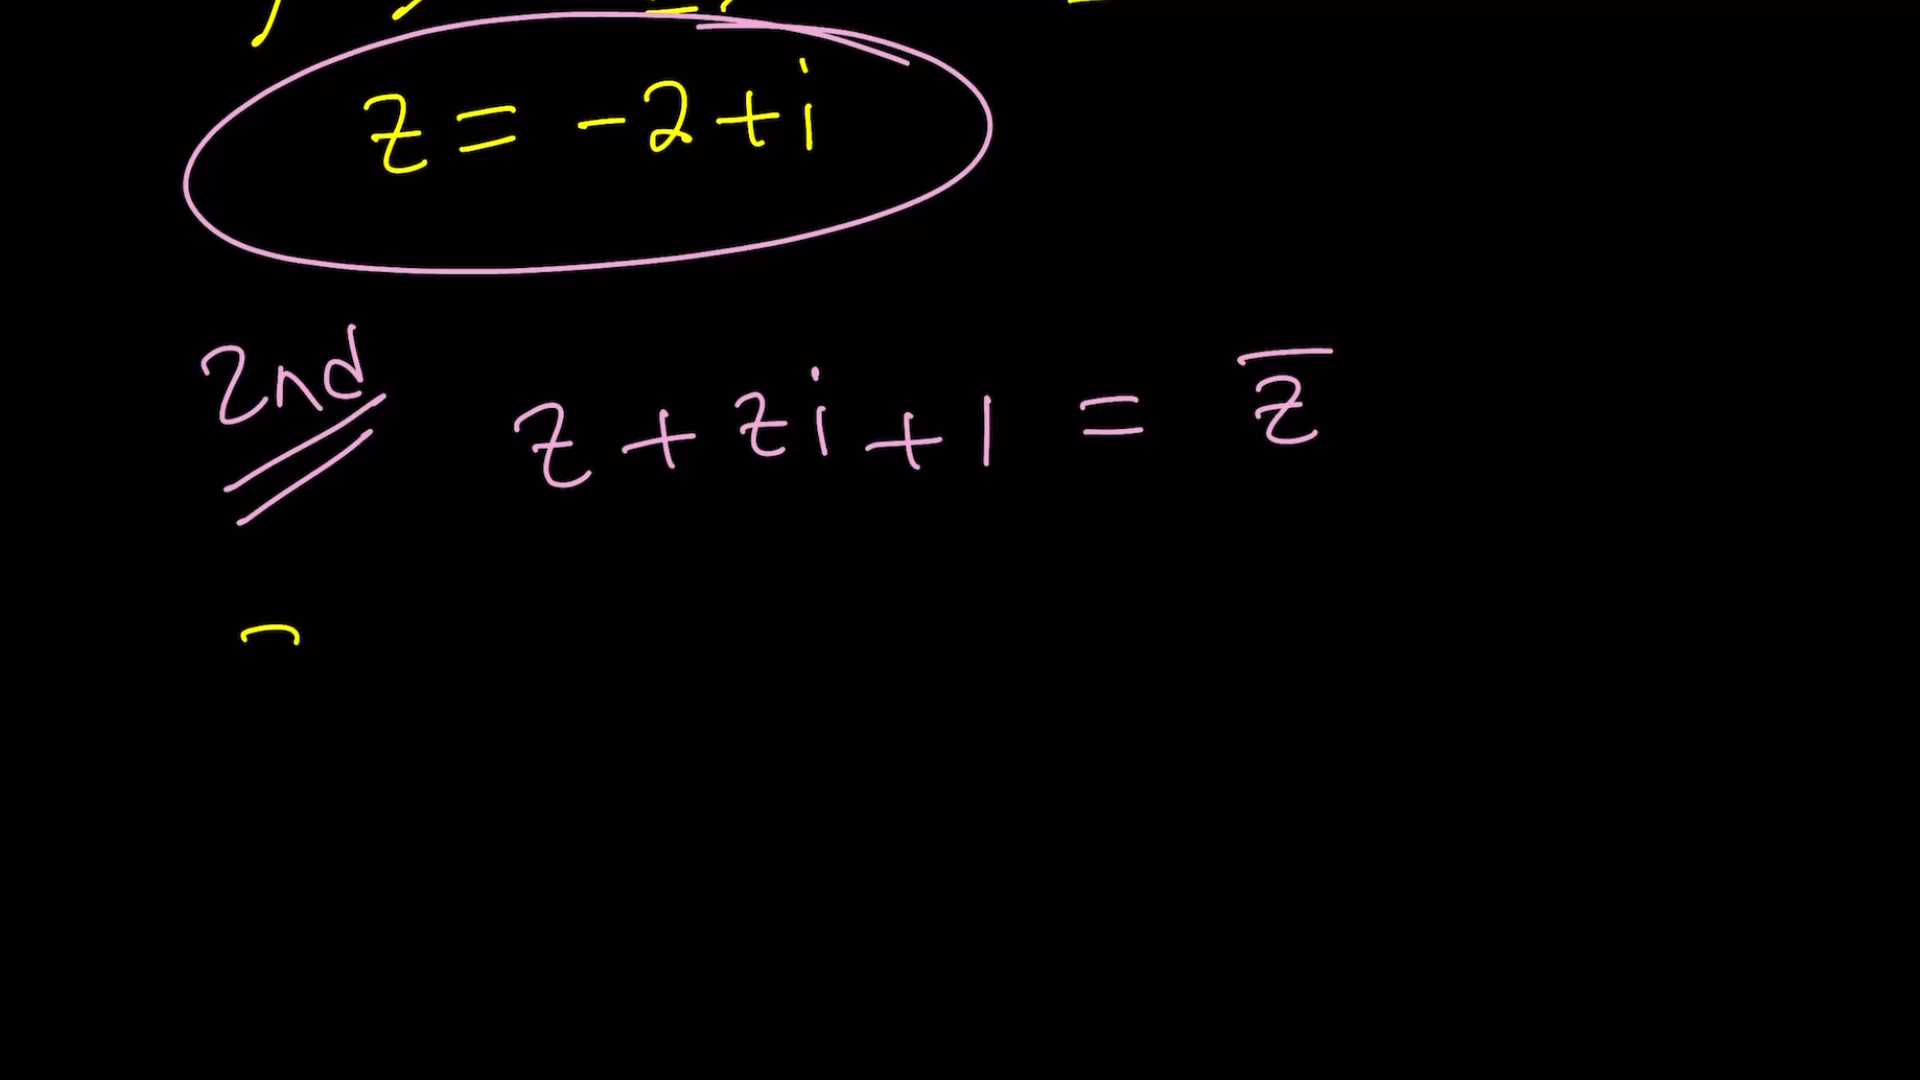 z = -2+i
2nd z + zi + 1 = z̅